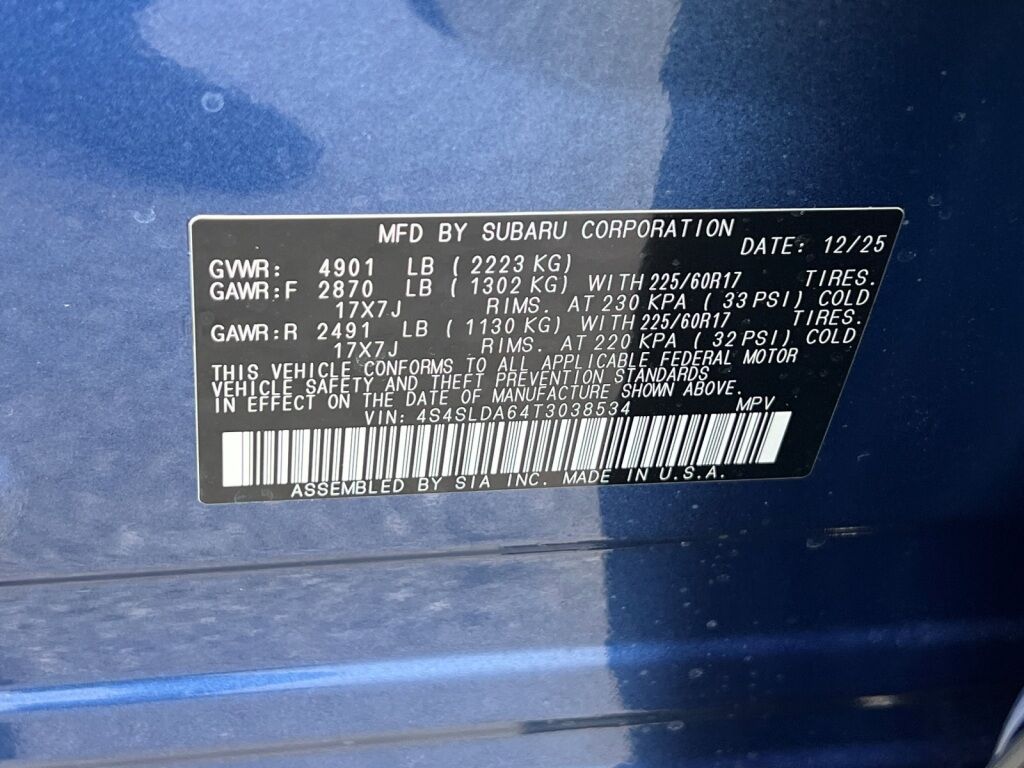 MFD BY SUBARU CORPORATION
DATE: 12/25
GVWR: 4901 LB ( 2223 KG)
GAWR:F 2870 LB ( 1302 KG) WITH 225/60R17 TIRES.
17X7J RIMS. AT 230 KPA ( 33 PSI) COLD
GAWR:R 2491 LB ( 1130 KG) WITH 225/60R17 TIRES.
17X7J RIMS. AT 220 KPA ( 32 PSI) COLD
THIS VEHICLE CONFORMS TO ALL APPLICABLE FEDERAL MOTOR
VEHICLE SAFETY AND THEFT PREVENTION STANDARDS
IN EFFECT ON THE DATE OF MANUFACTURE SHOWN ABOVE.
VIN: 4S4SLDA64T3038534 MPV
ASSEMBLED BY SIA INC. MADE IN U.S.A.